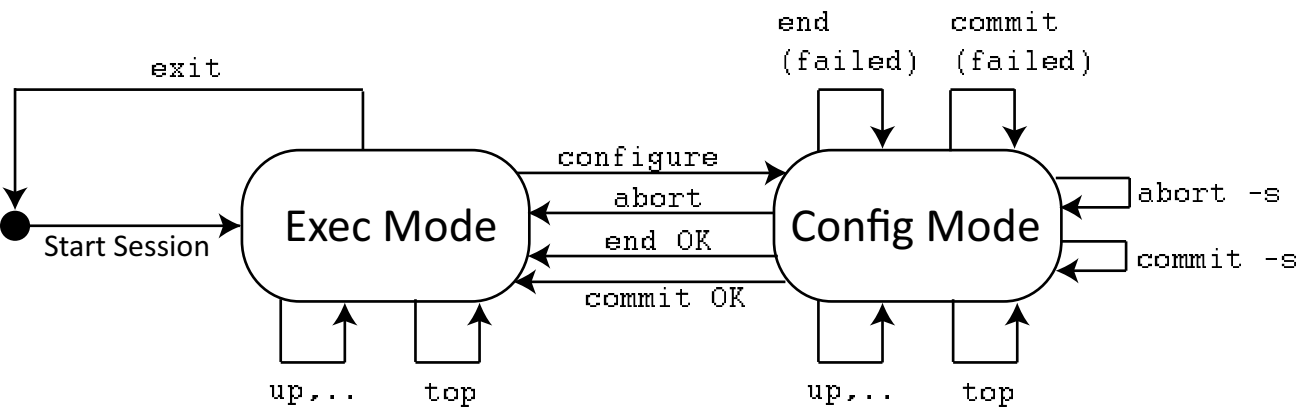 end
(failed)
commit
(failed)
exit
configure
abort
abort -s
Exec Mode
Config Mode
Start Session
end OK
commit -s
commit OK
up,..
top
up,..
top